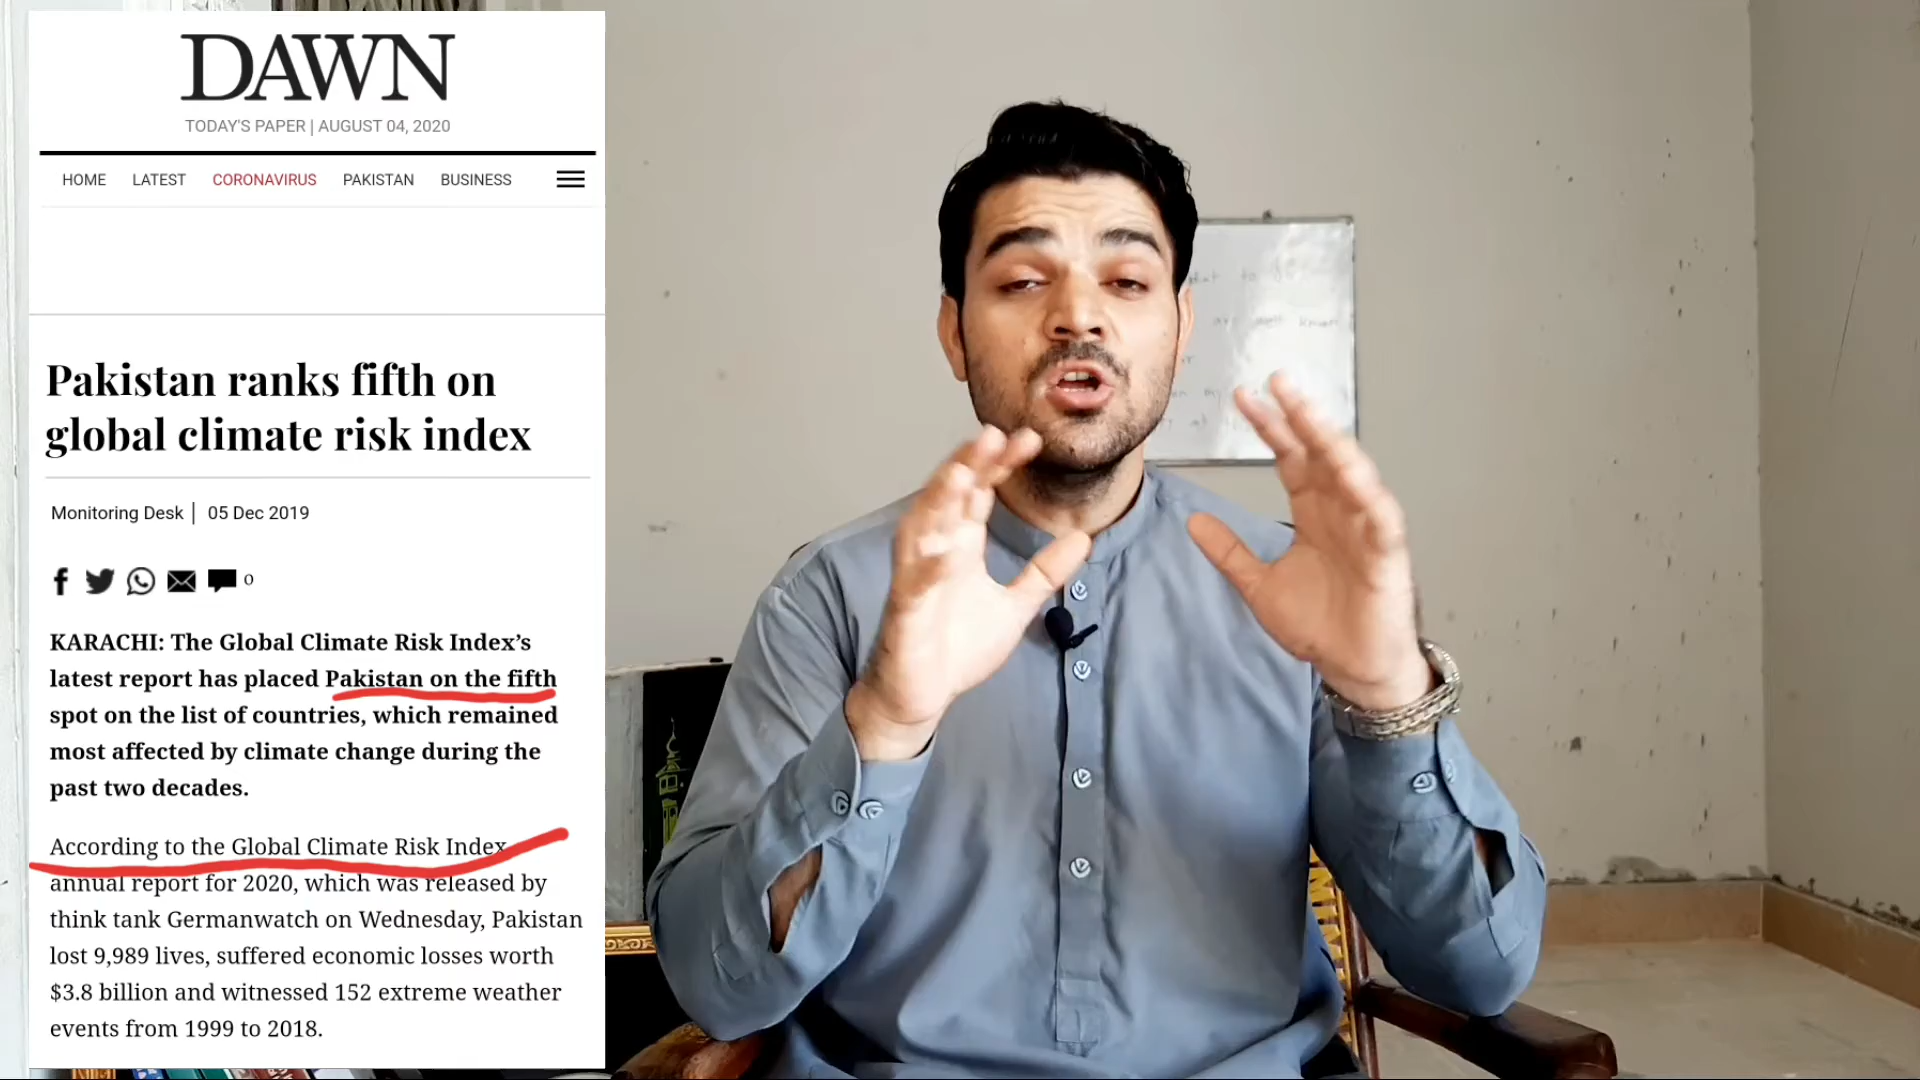 DAWN
TODAY'S PAPER | AUGUST 04, 2020
HOME LATEST CORONAVIRUS PAKISTAN BUSINESS
Pakistan ranks fifth on
global climate risk index
Monitoring Desk | 05 Dec 2019
0
KARACHI: The Global Climate Risk Index’s
latest report has placed Pakistan on the fifth
spot on the list of countries, which remained
most affected by climate change during the
past two decades.
According to the Global Climate Risk Index
annual report for 2020, which was released by
think tank Germanwatch on Wednesday, Pakistan
lost 9,989 lives, suffered economic losses worth
$3.8 billion and witnessed 152 extreme weather
events from 1999 to 2018.
to
are well known
my